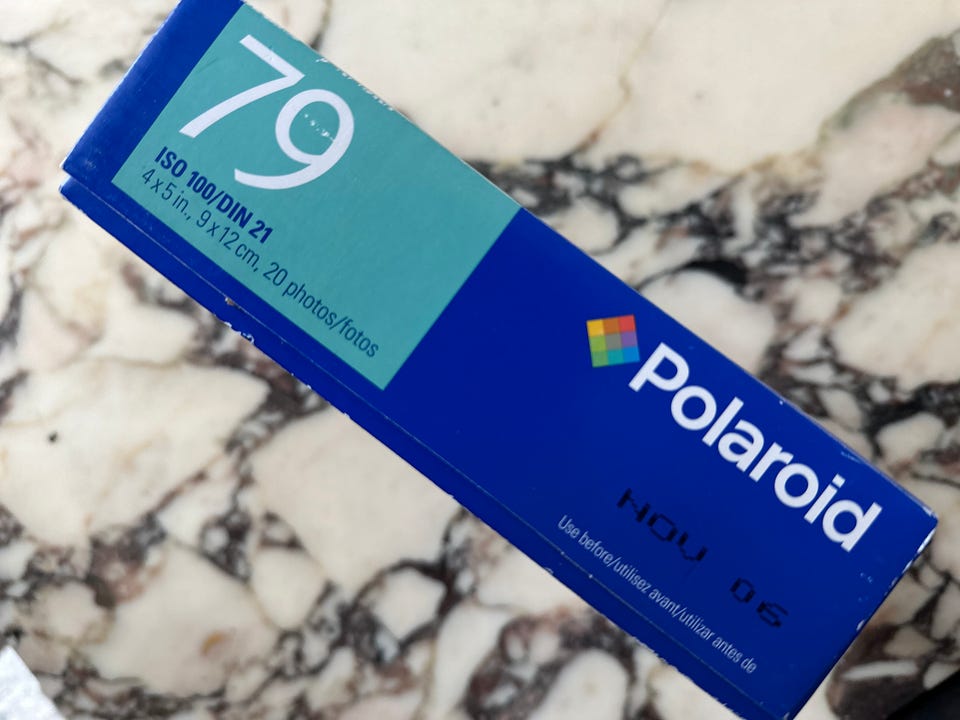 79
ISO 100/DIN 21
4 x 5 in., 9 x 12 cm, 20 photos/fotos
Polaroid
NOV 06
Use before/utilisez avant/utilizar antes de